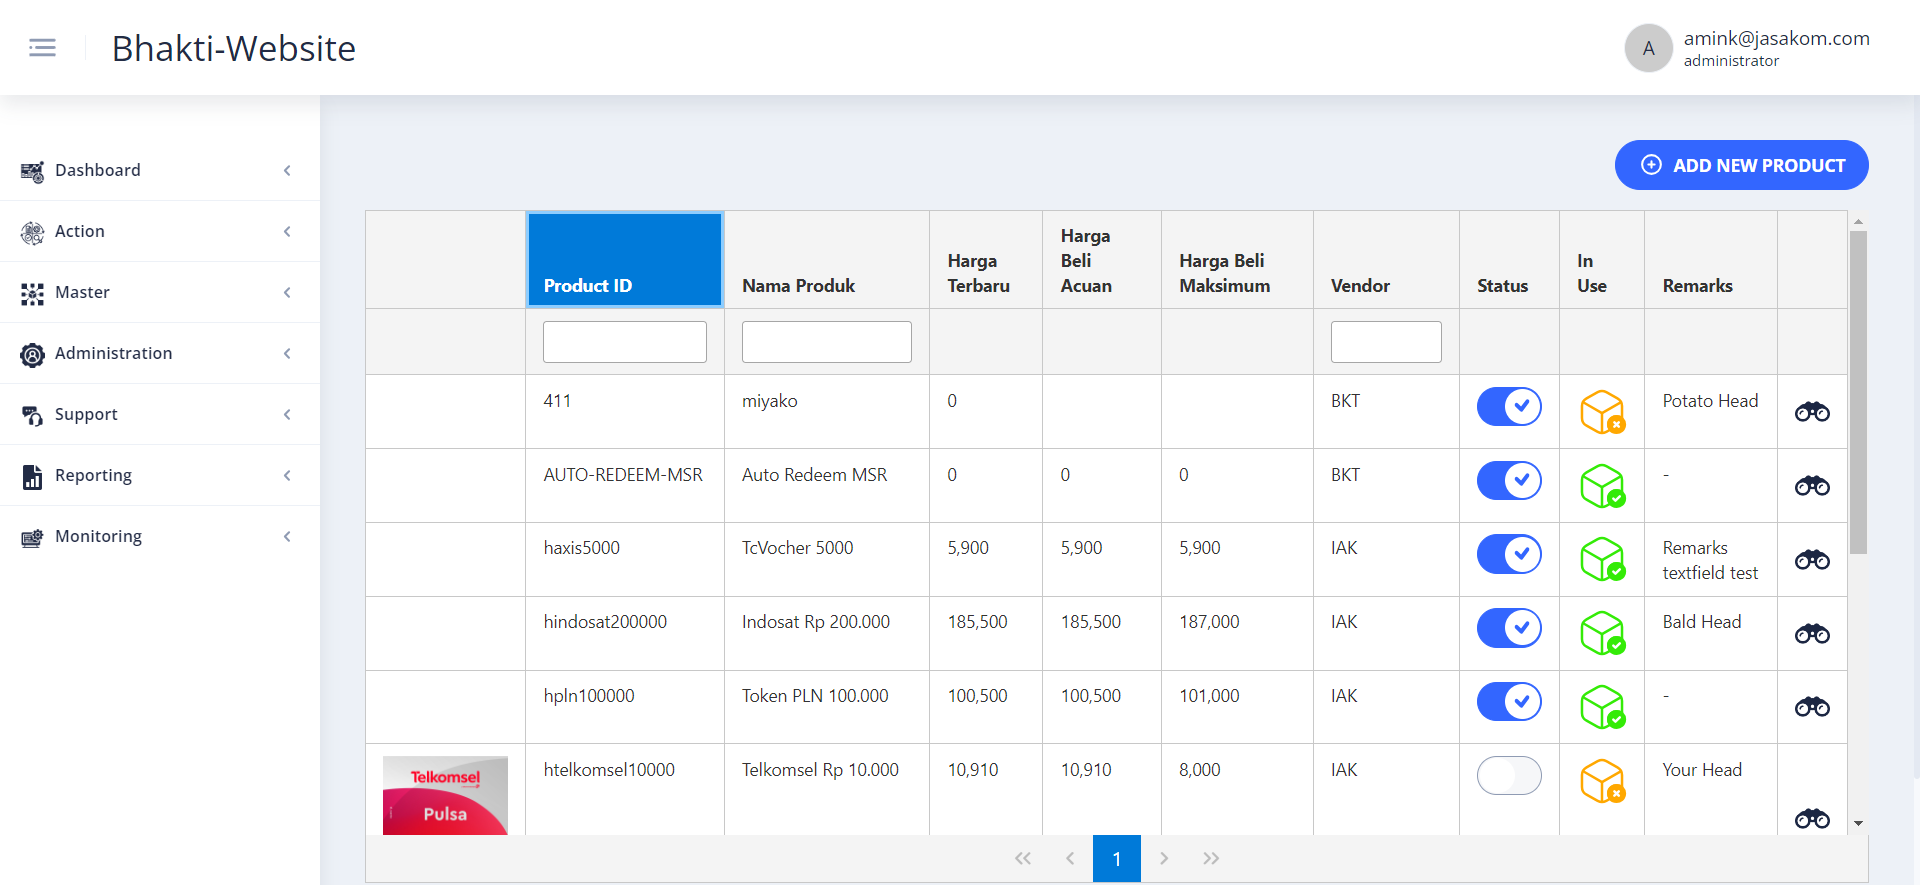 Bhakti-Website
A
amink@jasakom.com
administrator
Dashboard
Action
Master
Administration
Support
Reporting
Monitoring
ADD NEW PRODUCT
Product ID
Nama Produk
Harga
Terbaru
Harga
Beli
Acuan
Harga Beli
Maksimum
Vendor
Status
In
Use
Remarks
411 miyako 0 BKT Potato Head
AUTO-REDEEM-MSR Auto Redeem MSR 0 0 0 BKT -
haxis5000 TcVocher 5000 5,900 5,900 5,900 IAK Remarks
textfield test
hindosat200000 Indosat Rp 200.000 185,500 185,500 187,000 IAK Bald Head
hpln100000 Token PLN 100.000 100,500 100,500 101,000 IAK -
htelkomsel10000 Telkomsel Rp 10.000 10,910 10,910 8,000 IAK Your Head
Telkomsel
Pulsa
1